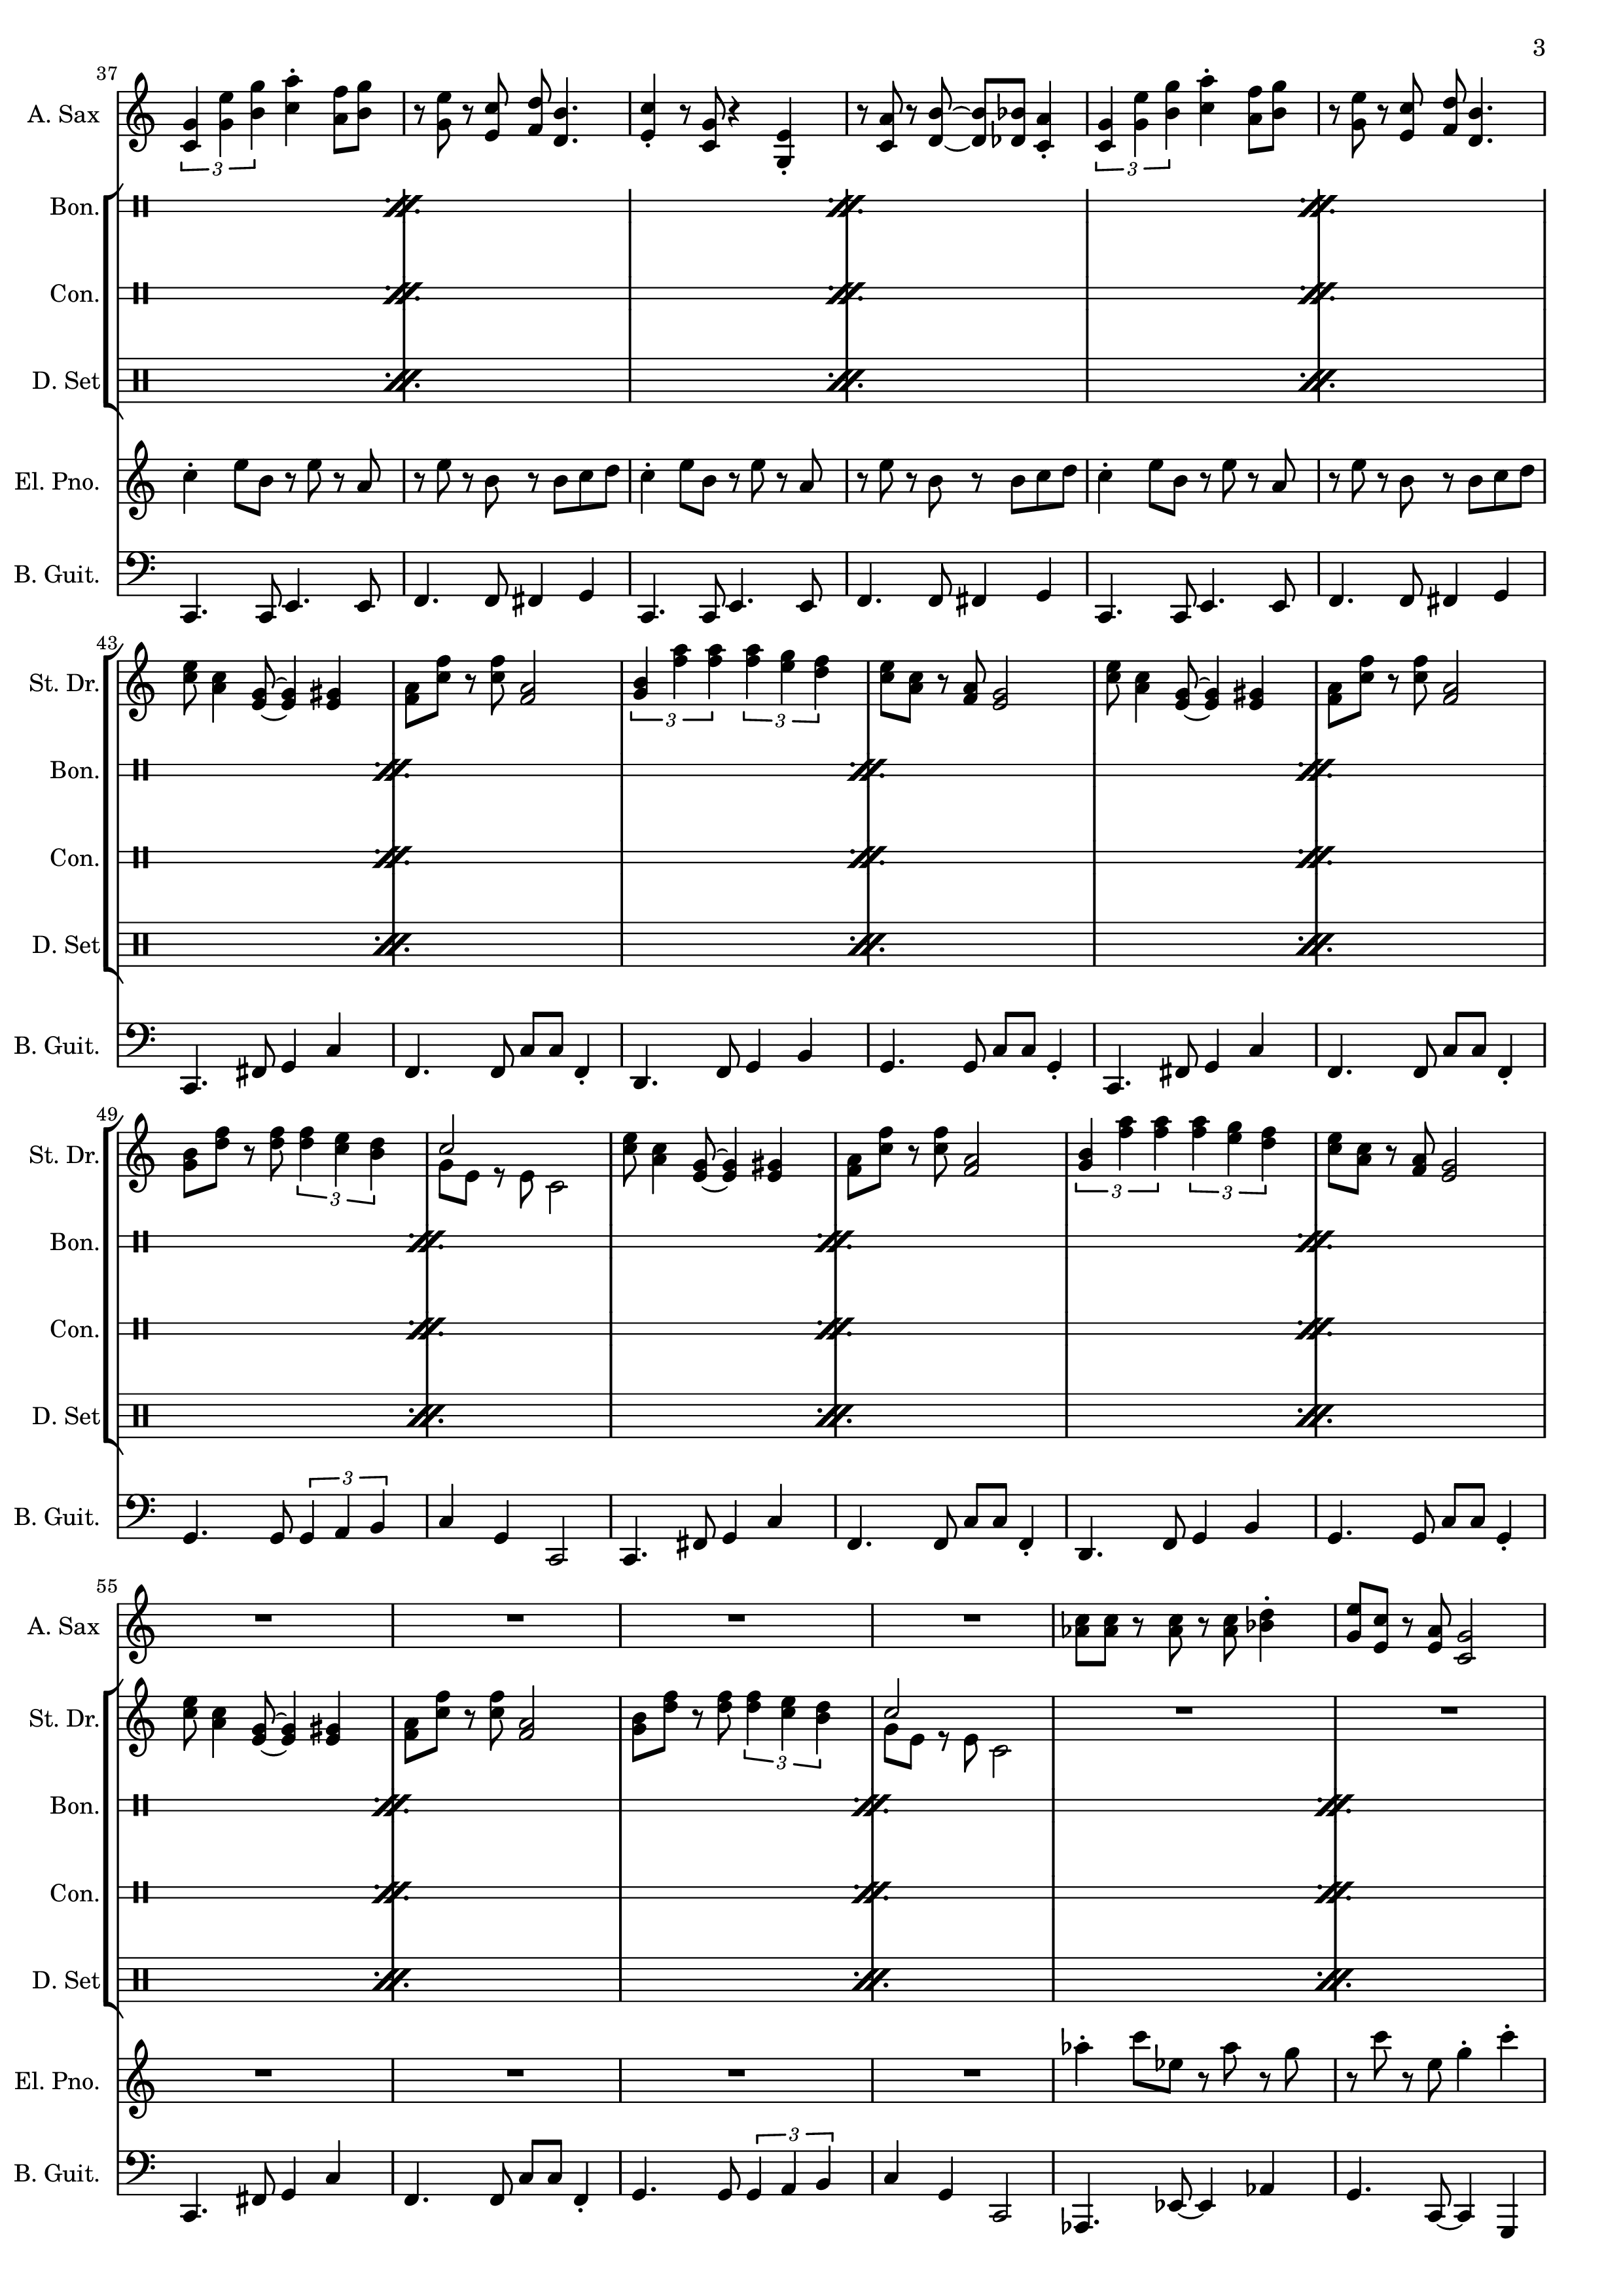 3
37
A. Sax
3
3
Bon.
Con.
D. Set
El. Pno.
B. Guit.
43
St. Dr.
3
3
Bon.
Con.
D. Set
B. Guit.
49
St. Dr.
3
3
3
Bon.
Con.
D. Set
3
B. Guit.
55
A. Sax
St. Dr.
3
Bon.
Con.
D. Set
El. Pno.
3
B. Guit.